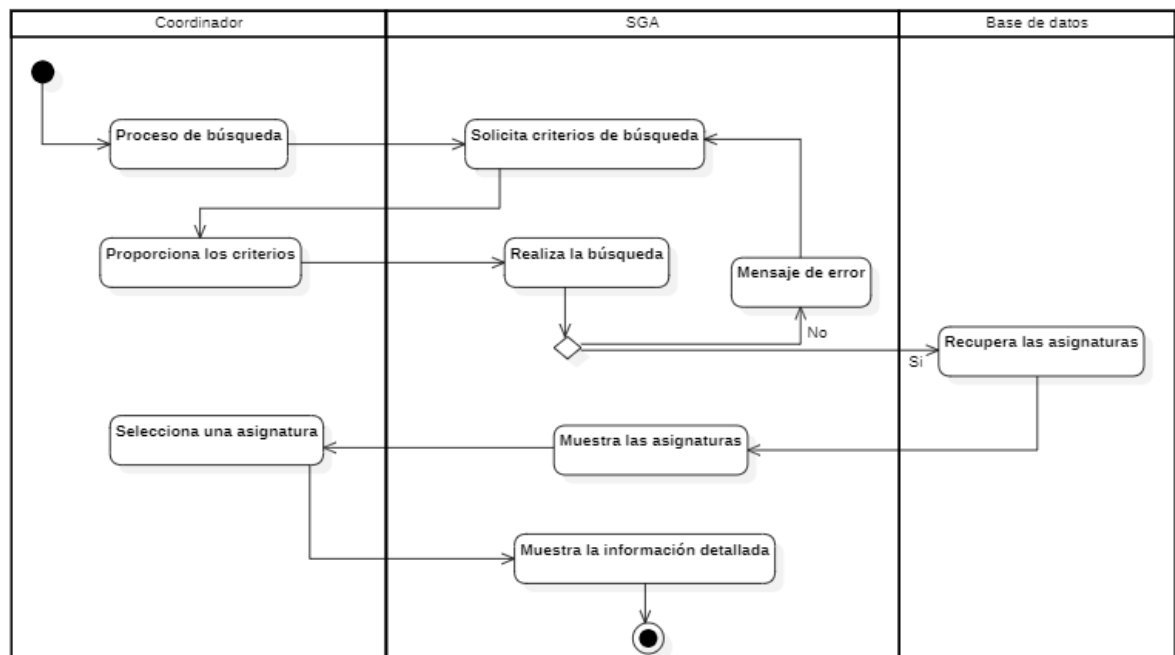 Coordinador
SGA
Base de datos
Proceso de búsqueda
Solicita criterios de búsqueda
Proporciona los criterios
Realiza la búsqueda
Mensaje de error
No
Si
Recupera las asignaturas
Selecciona una asignatura
Muestra las asignaturas
Muestra la información detallada